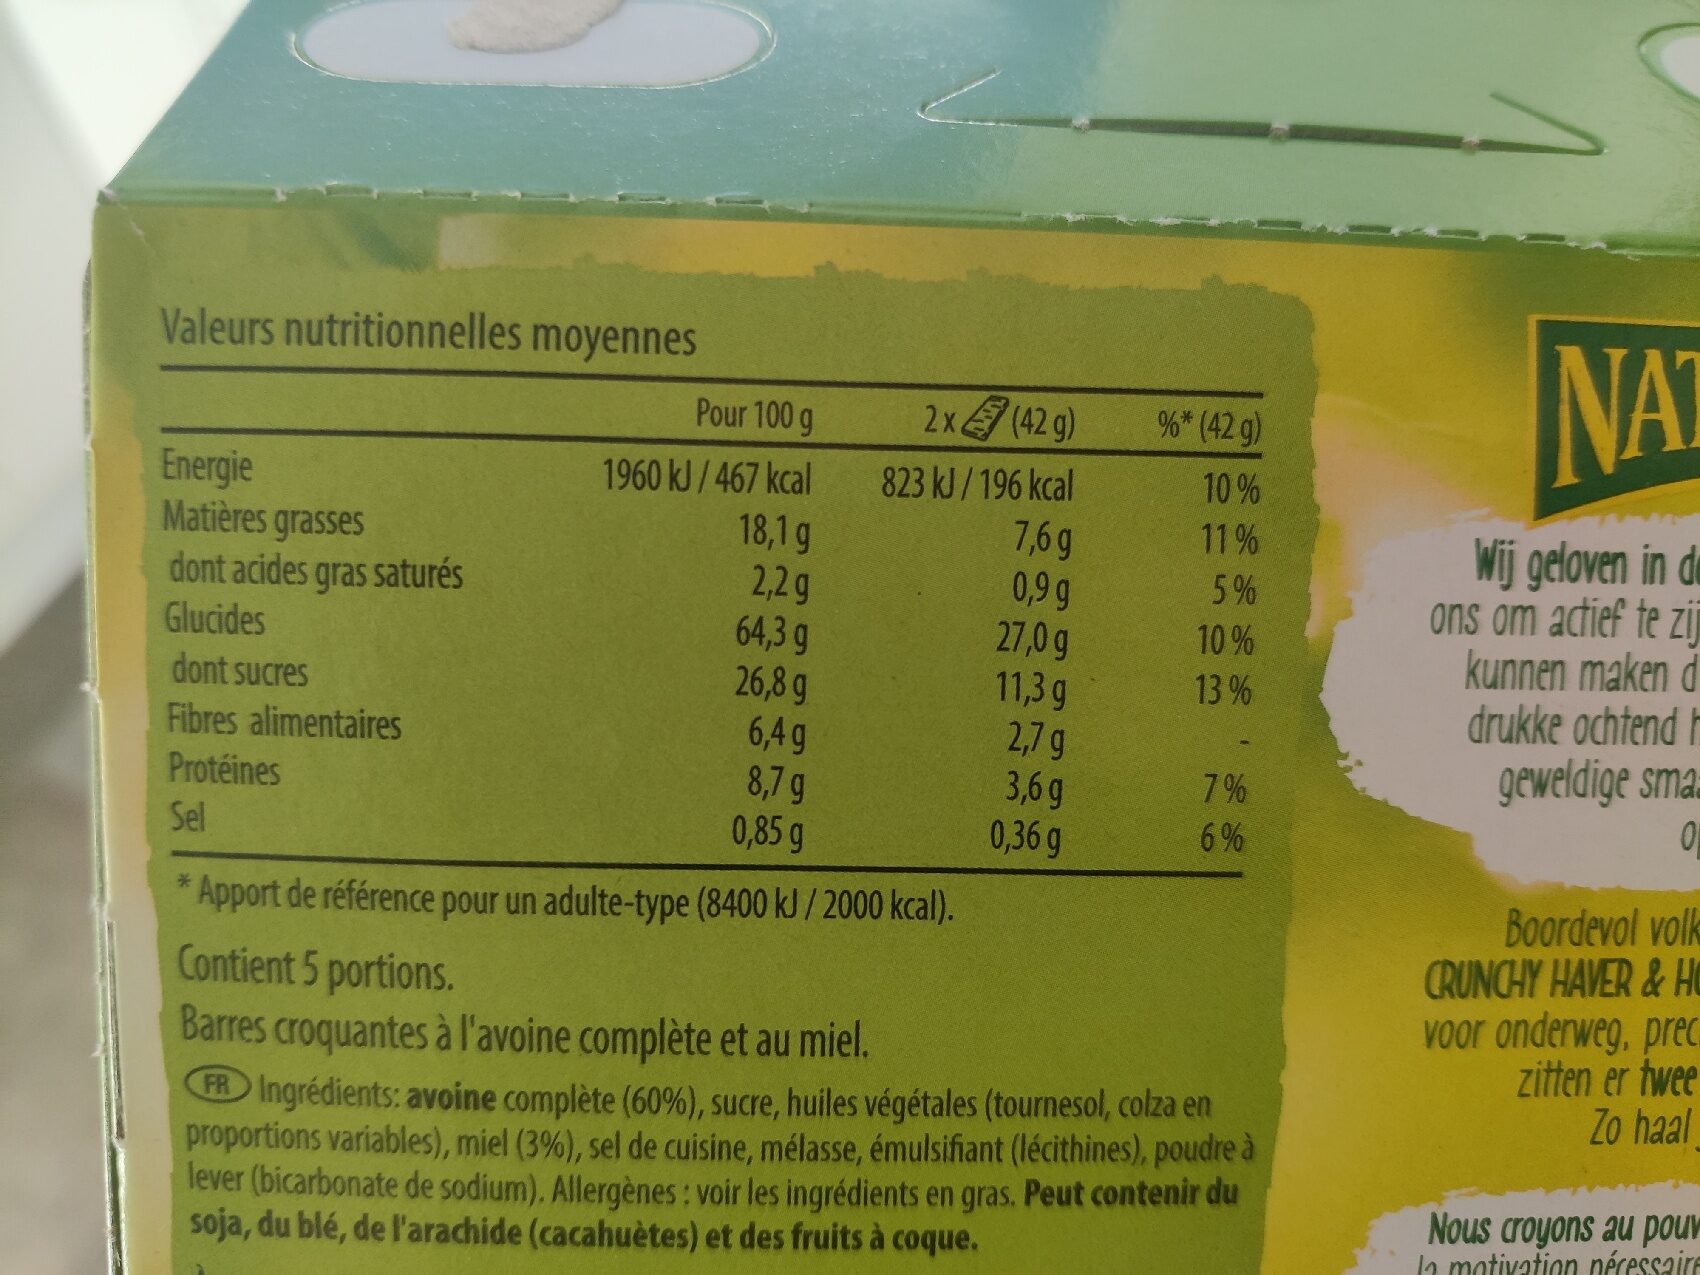 Valeurs nutritionnelles moyennes
Pour 100 g 2 x (42 g) %* (42 g)
Energie 1960 kJ / 467 kcal 823 kJ / 196 kcal 10 %
Matières grasses 18,1 g 7,6 g 11 %
dont acides gras saturés 2,2 g 0,9 g 5 %
Glucides 64,3 g 27,0 g 10 %
dont sucres 26,8 g 11,3 g 13 %
Fibres alimentaires 6,4 g 2,7 g -
Protéines 8,7 g 3,6 g 7 %
Sel 0,85 g 0,36 g 6 %
* Apport de référence pour un adulte-type (8400 kJ / 2000 kcal).
Contient 5 portions.
Barres croquantes à l'avoine complète et au miel.
FR Ingrédients: avoine complète (60%), sucre, huiles végétales (tournesol, colza en
proportions variables), miel (3%), sel de cuisine, mélasse, émulsifiant (lécithines), poudre à
lever (bicarbonate de sodium). Allergènes : voir les ingrédients en gras. Peut contenir du
soja, du blé, de l'arachide (cacahuètes) et des fruits à coque.
NAT
Wij geloven in de
ons om actief te zij
kunnen maken d
drukke ochtend h
geweldige sma
Boordevol volk
CRUNCHY HAVER & HO
voor onderweg, prec
zitten er twee
Zo haal
Nous croyons au pouv
la motivation nécessaire